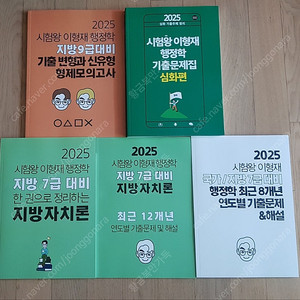 2025
시험왕 이형재 행정학
지방9급대비
기출 변형과 신유형
형제모의고사
2025
시험왕 이형재
행정학
기출문제집
심화편
2025
시험왕 이형재 행정학
지방 7급 대비
한 권으로 정리하는
지방자치론
2025
시험왕 이형재 행정학
지방 7급 대비
지방자치론
최근 12개년
연도별 기출문제 및 해설
2025
시험왕 이형재
국가/지방 7급 대비
행정학 최근 8개년
연도별 기출문제
&해설